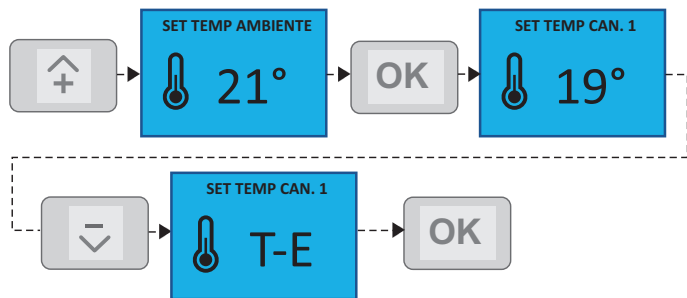 +
SET TEMP AMBIENTE
21°
OK
SET TEMP CAN. 1
19°
-
SET TEMP CAN. 1
T-E
OK